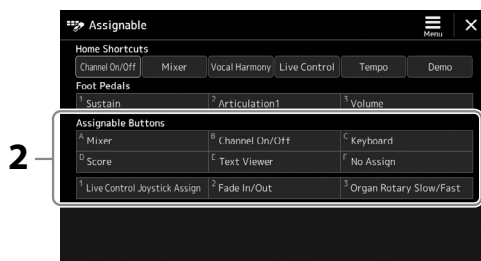 Assignable
Menu
Home Shortcuts
Channel On/Off Mixer Vocal Harmony Live Control Tempo Demo
Foot Pedals
1 Sustain 2 Articulation1 3 Volume
Assignable Buttons
A Mixer B Channel On/Off C Keyboard
2
D Score E Text Viewer F No Assign
1 Live Control Joystick Assign 2 Fade In/Out 3 Organ Rotary Slow/Fast